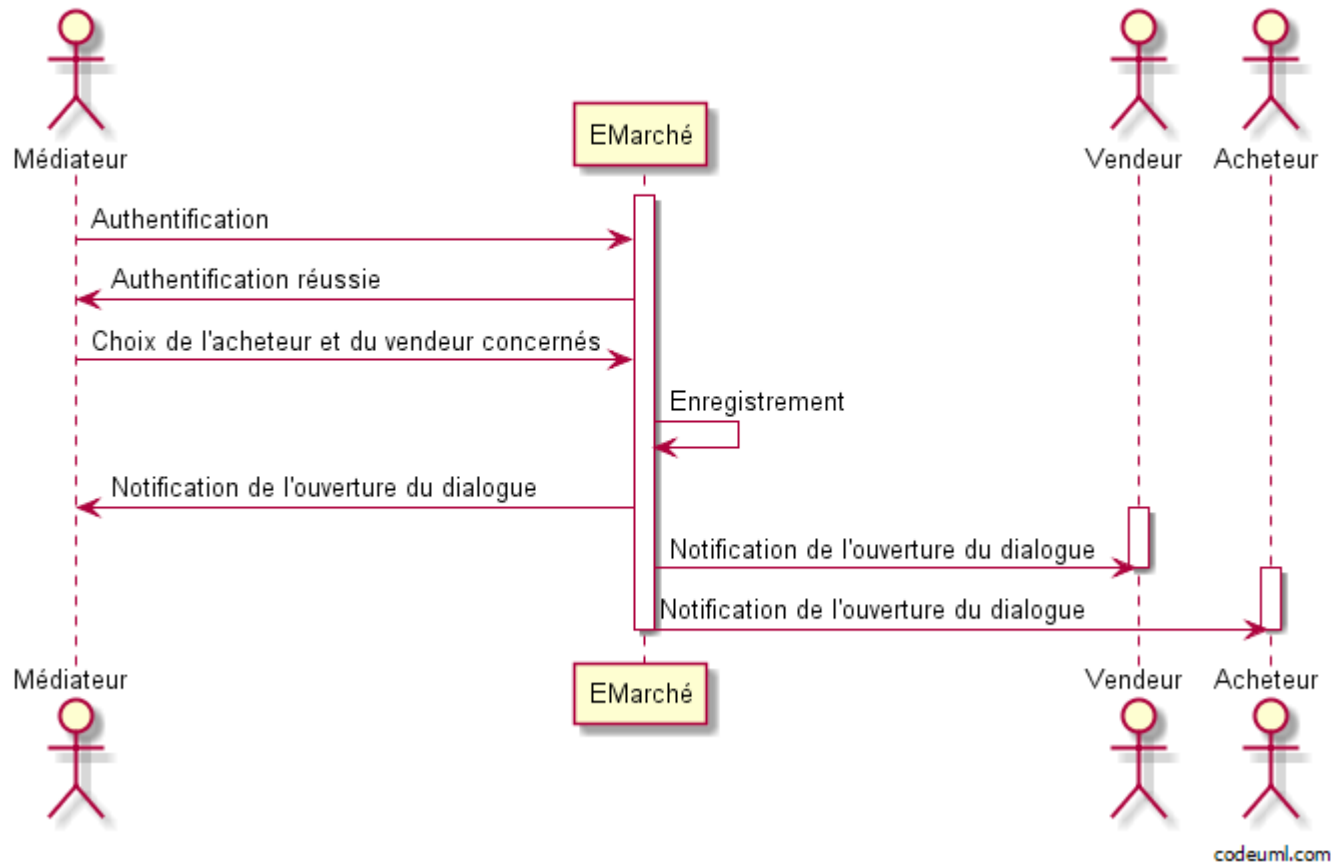 EMarché
Médiateur
Vendeur
Acheteur
Authentification
Authentification réussie
Choix de l'acheteur et du vendeur concernés
Enregistrement
Notification de l'ouverture du dialogue
Notification de l'ouverture du dialogue
Notification de l'ouverture du dialogue
Médiateur
EMarché
Vendeur
Acheteur
codeuml.com